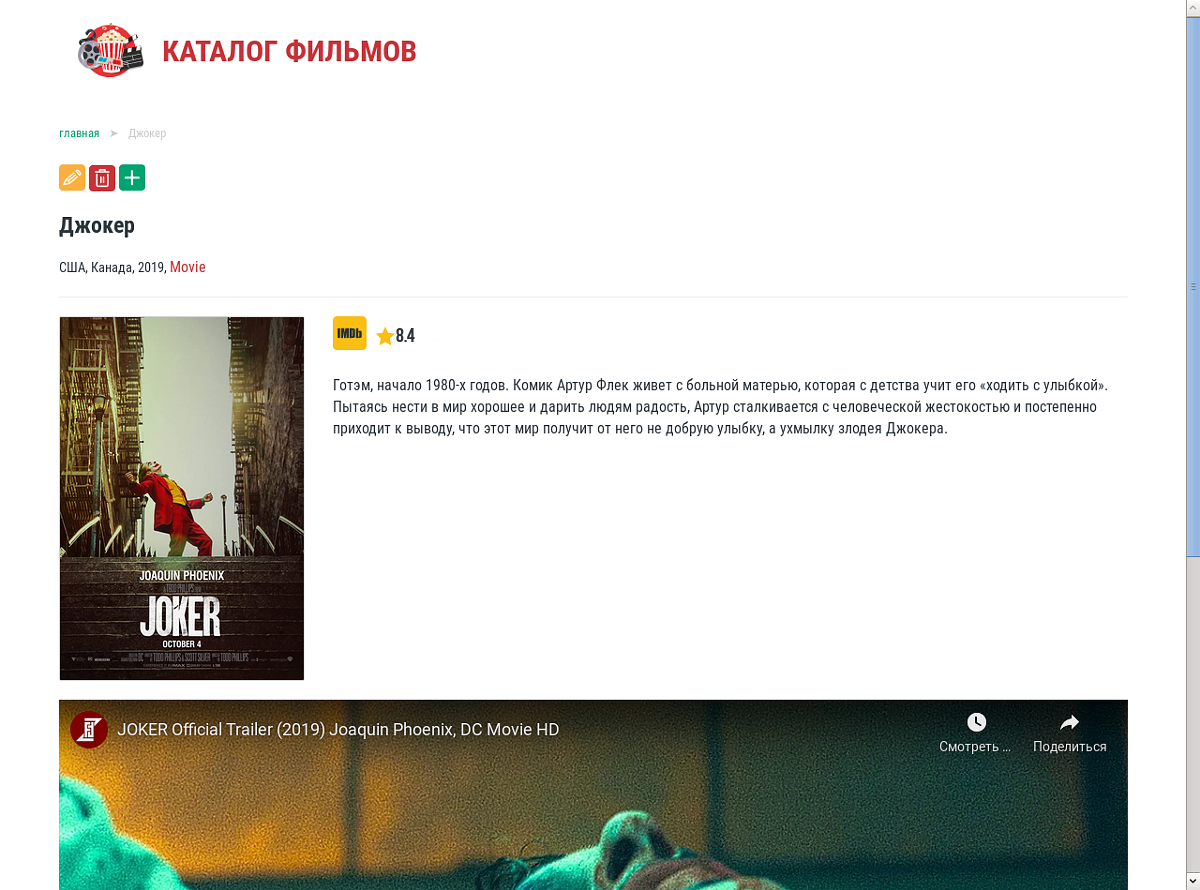 КАТАЛОГ ФИЛЬМОВ
главная ➤ Джокер
Джокер
США, Канада, 2019, Movie
IMDb 8.4
Готэм, начало 1980-х годов. Комик Артур Флек живет с больной матерью, которая с детства учит его «ходить с улыбкой».
Пытаясь нести в мир хорошее и дарить людям радость, Артур сталкивается с человеческой жестокостью и постепенно
приходит к выводу, что этот мир получит от него не добрую улыбку, а ухмылку злодея Джокера.
JOAQUIN PHOENIX
JOKER
OCTOBER 4
JOKER Official Trailer (2019) Joaquin Phoenix, DC Movie HD
Смотреть ...
Поделиться